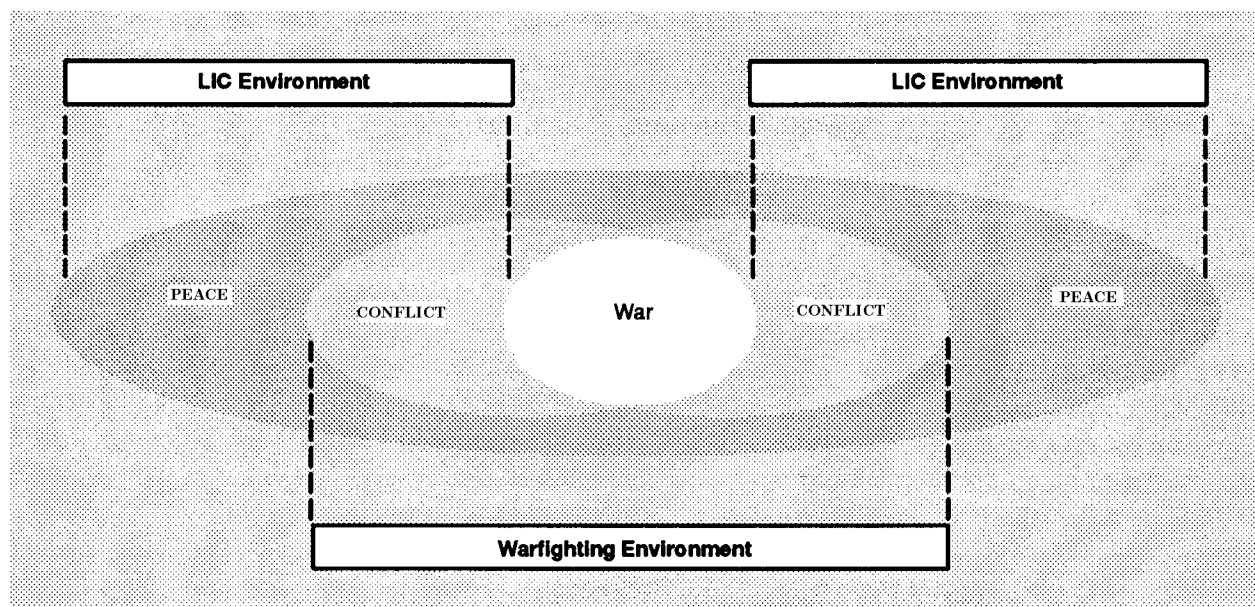 LIC Environment
LIC Environment
PEACE
CONFLICT
War
CONFLICT
PEACE
Warfighting Environment